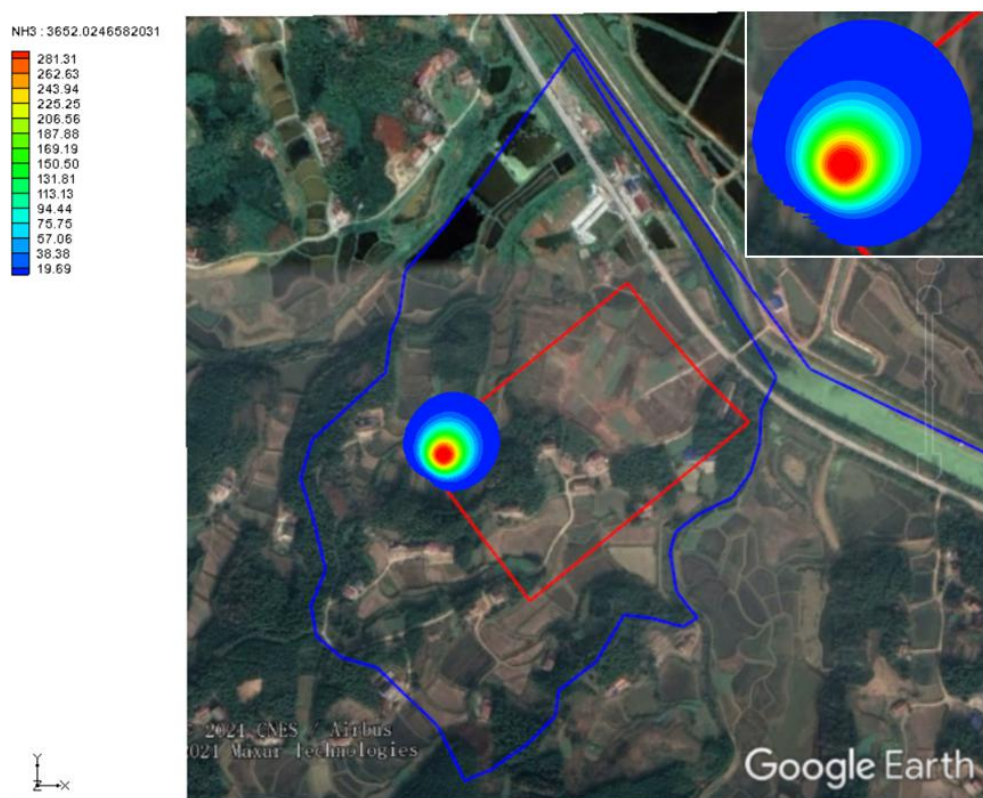 NH3 : 3652.0246582031
281.31
262.63
243.94
225.25
206.56
187.88
169.19
150.50
131.81
113.13
94.44
75.75
57.06
38.38
19.69
2021 CNES / Airbus
2021 Maxar Technologies
Google Earth
Y
Z
X